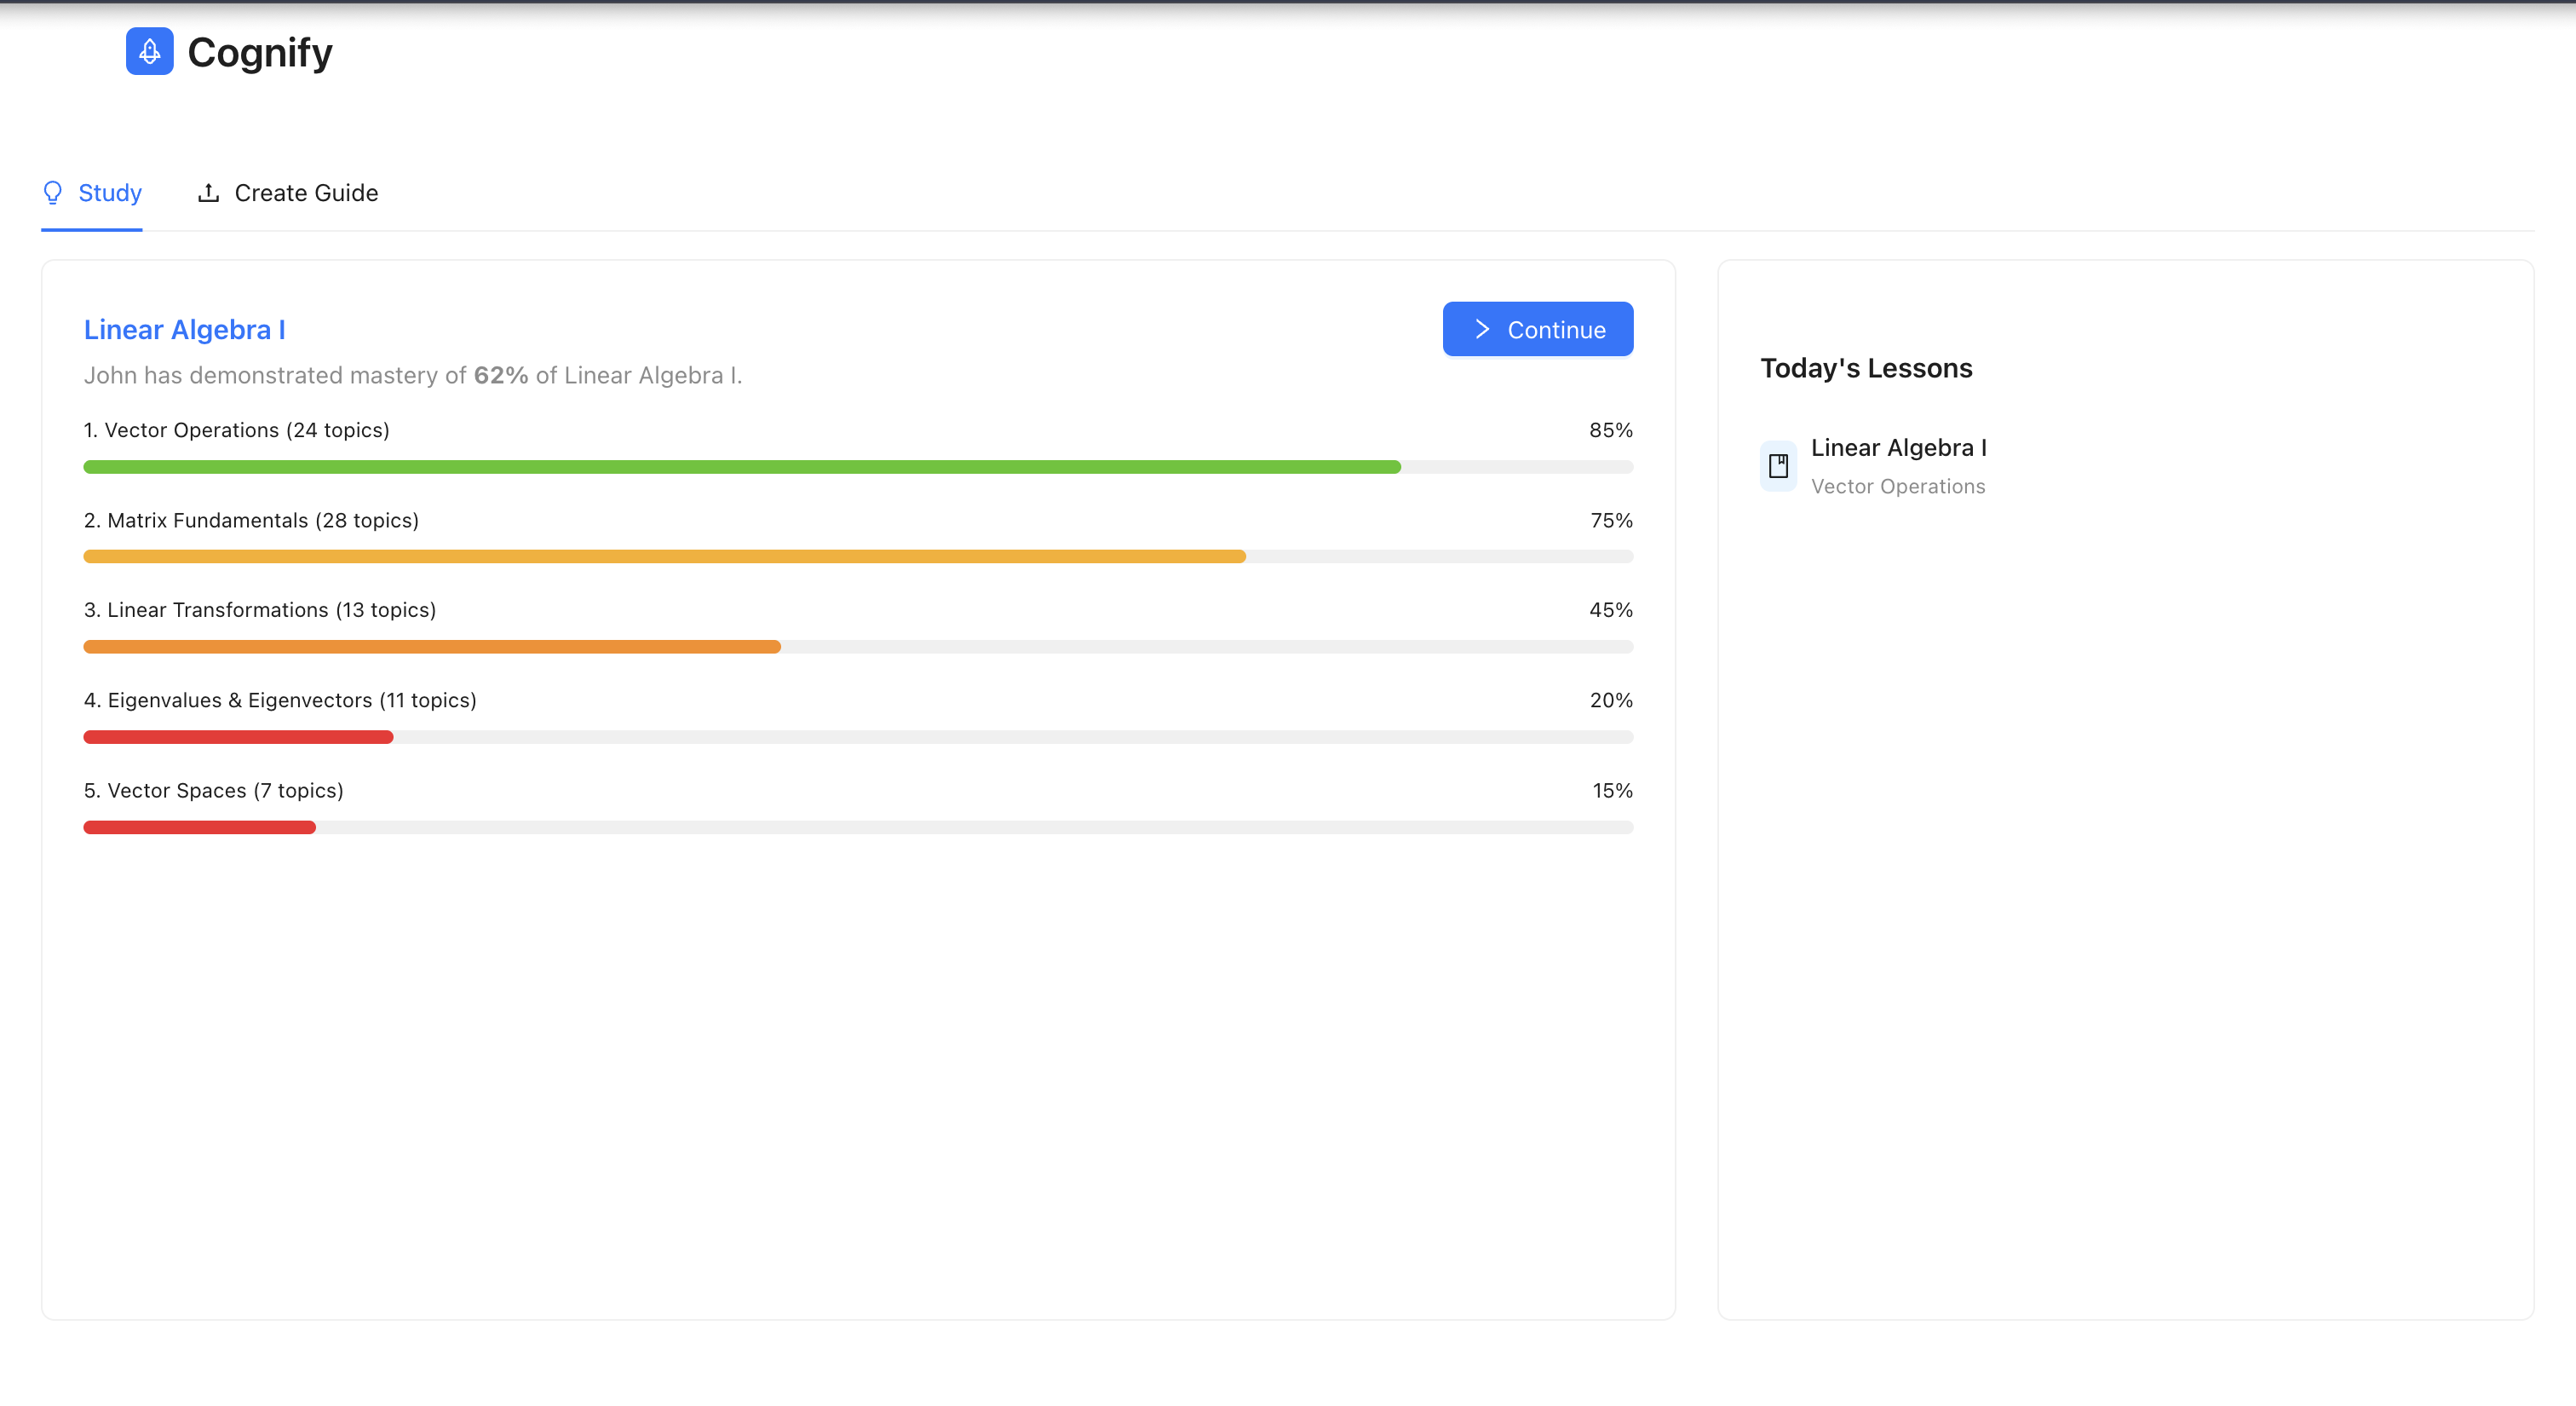 Cognify
Study
Create Guide
Linear Algebra I
Continue
John has demonstrated mastery of 62% of Linear Algebra I.
1. Vector Operations (24 topics)
85%
2. Matrix Fundamentals (28 topics)
75%
3. Linear Transformations (13 topics)
45%
4. Eigenvalues & Eigenvectors (11 topics)
20%
5. Vector Spaces (7 topics)
15%
Today's Lessons
Linear Algebra I
Vector Operations